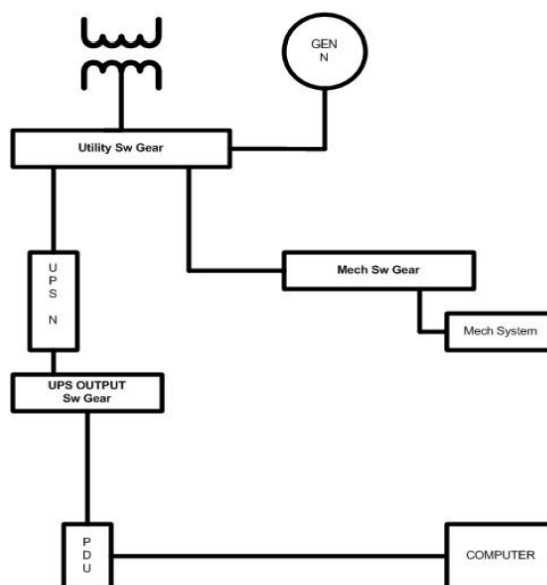 GEN
N
Utility Sw Gear
U
P
S
N
Mech Sw Gear
Mech System
UPS OUTPUT
Sw Gear
P
D
U
COMPUTER